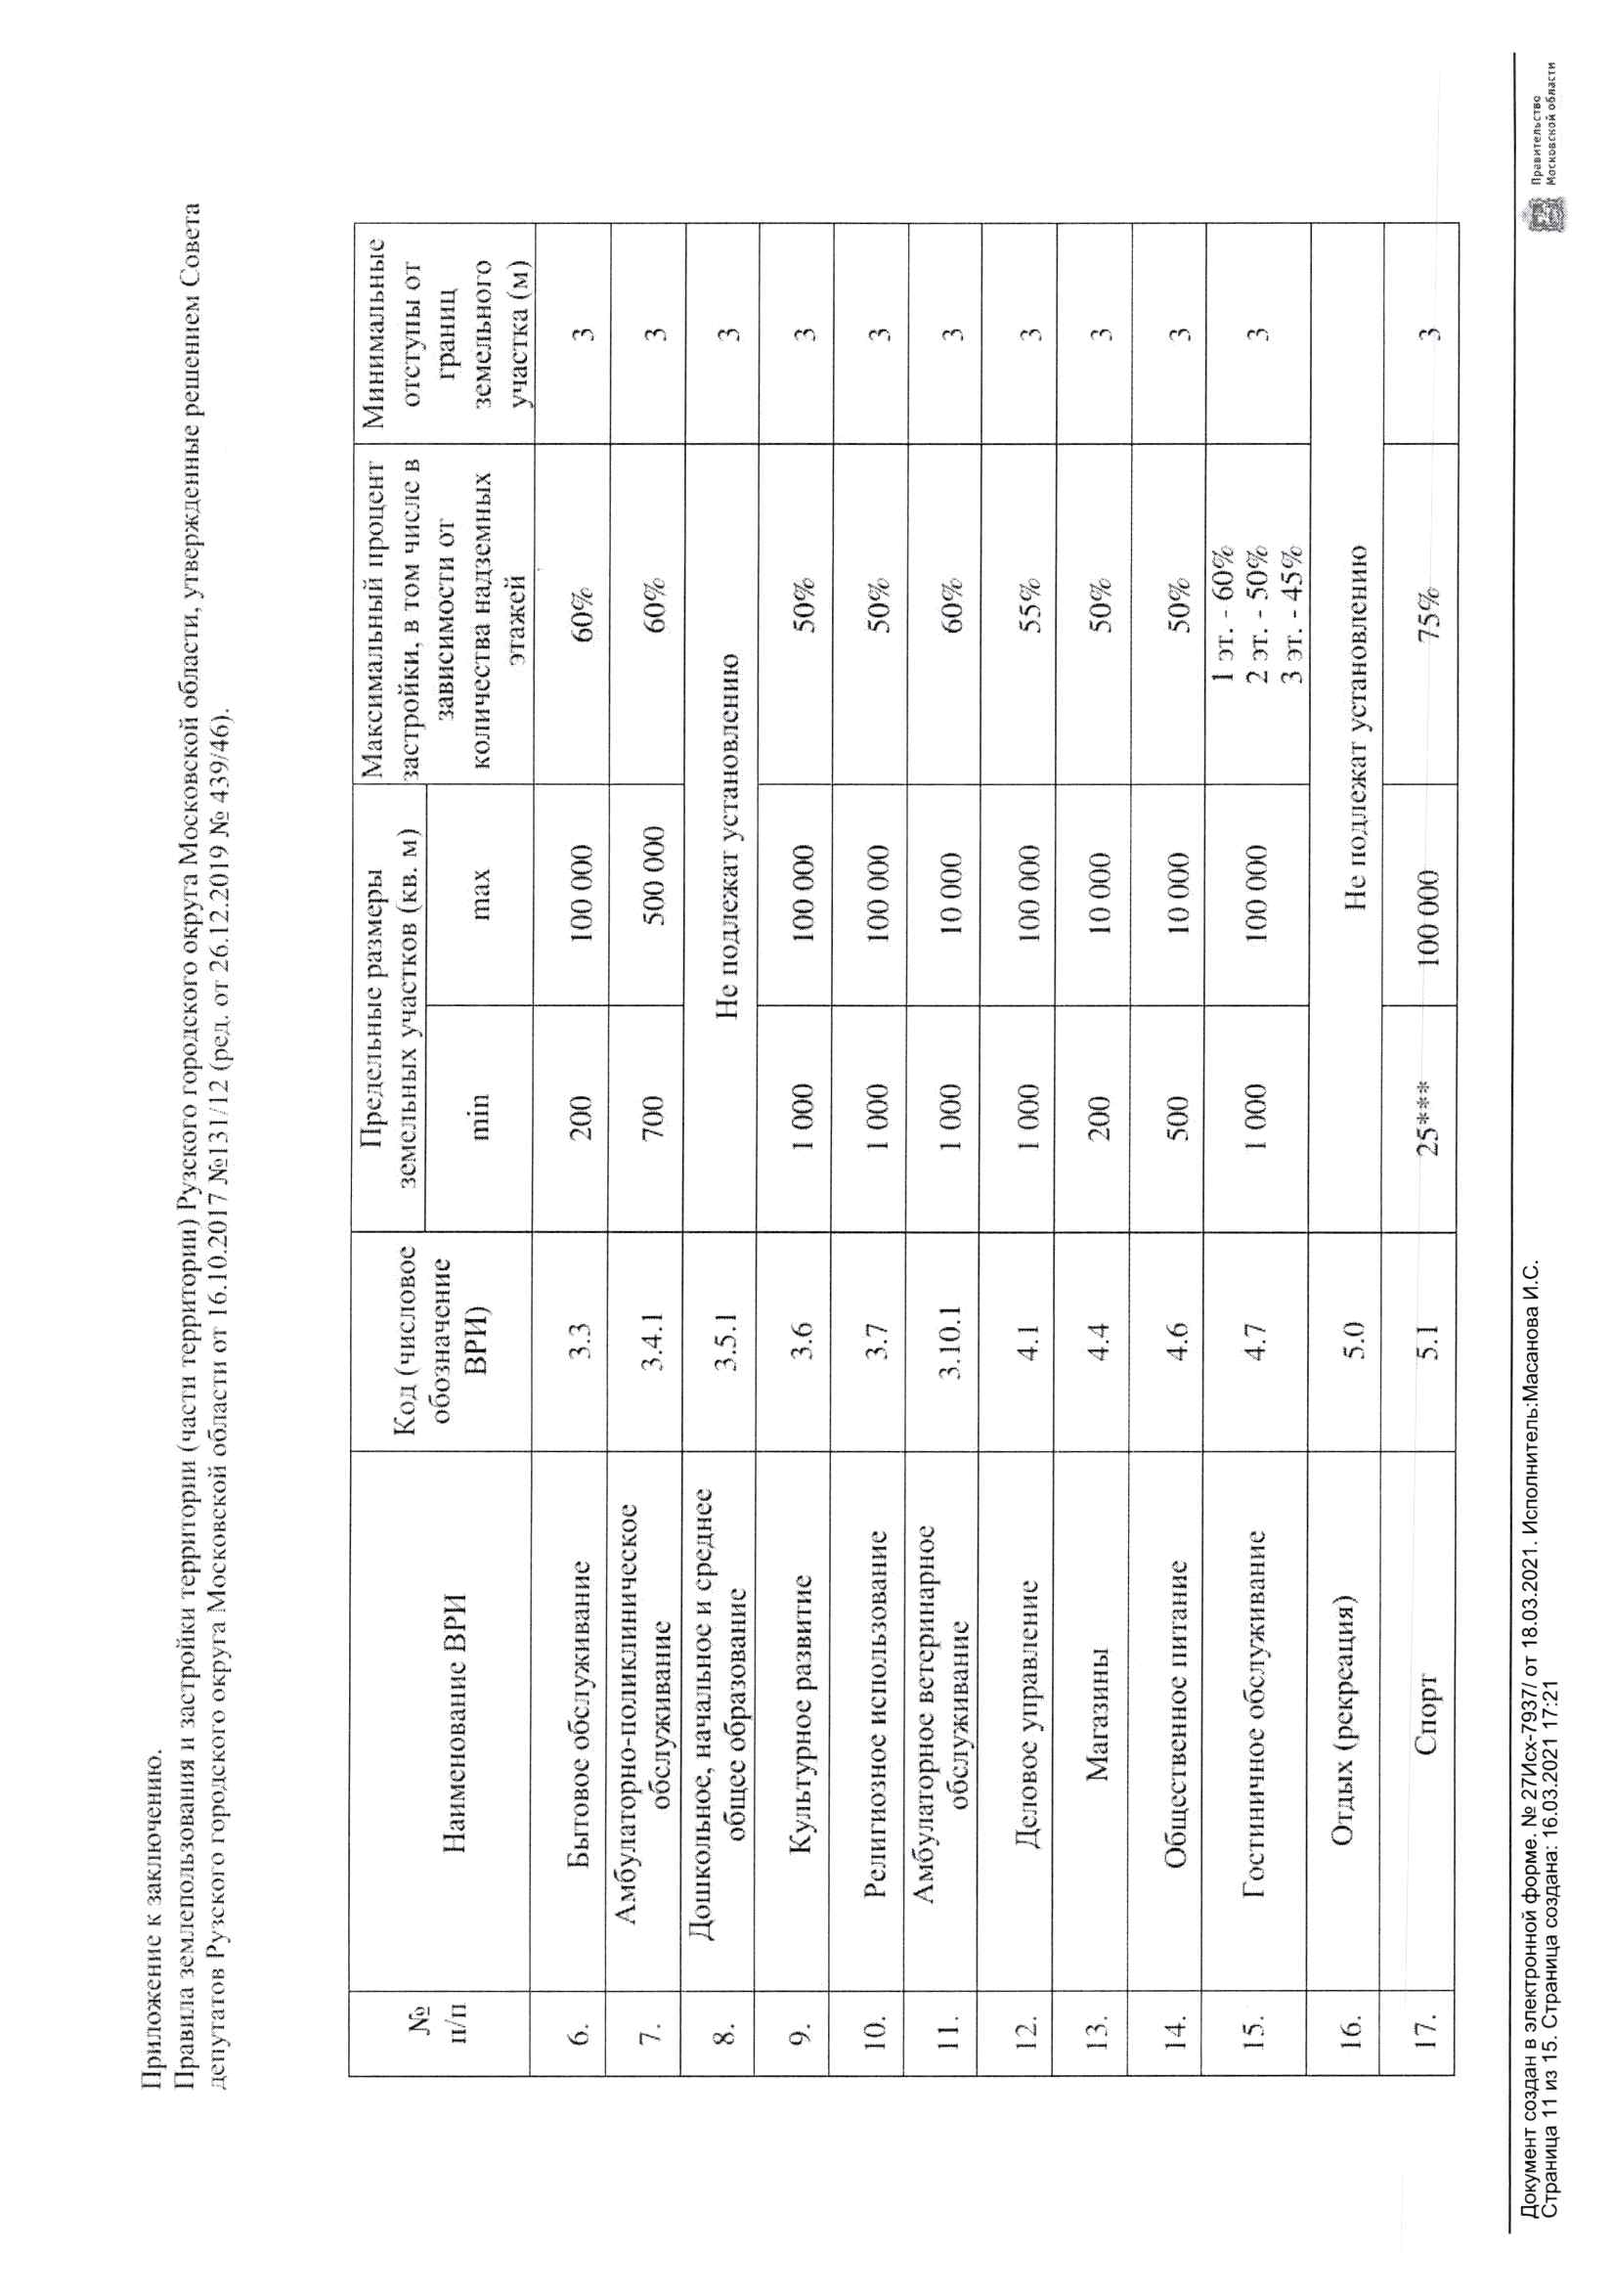 Приложение к заключению.
Правила землепользования и застройки территории (части территории) Рузского городского округа Московской области, утвержденные решением Совета
депутатов Рузского городского округа Московской области от 16.10.2017 №131/12 (ред. от 26.12.2019 № 439/46).
№
п/п
Наименование ВРИ
Код (числовое
обозначение
ВРИ)
Предельные размеры
земельных участков (кв. м)
min
max
Максимальный процент
застройки, в том числе в
зависимости от
количества надземных
этажей
Минимальные
отступы от
границ
земельного
участка (м)
6. Бытовое обслуживание 3.3 200 100 000 60% 3
7. Амбулаторно-поликлиническое
обслуживание 3.4.1 700 500 000 60% 3
8. Дошкольное, начальное и среднее
общее образование 3.5.1 Не подлежат установлению 3
9. Культурное развитие 3.6 1 000 100 000 50% 3
10. Религиозное использование 3.7 1 000 100 000 50% 3
11. Амбулаторное ветеринарное
обслуживание 3.10.1 1 000 10 000 60% 3
12. Деловое управление 4.1 1 000 100 000 55% 3
13. Магазины 4.4 200 10 000 50% 3
14. Общественное питание 4.6 500 10 000 50% 3
15. Гостиничное обслуживание 4.7 1 000 100 000 1 эт. - 60%
2 эт. - 50%
3 эт. - 45%
3
16. Отдых (рекреация) 5.0 Не подлежат установлению
17. Спорт 5.1 25*** 100 000 75% 3
Документ создан в электронной форме. № 27Исх-7937/ от 18.03.2021. Исполнитель:Масанова И.С.
Страница 11 из 15. Страница создана: 16.03.2021 17:21
Правительство
Московской области